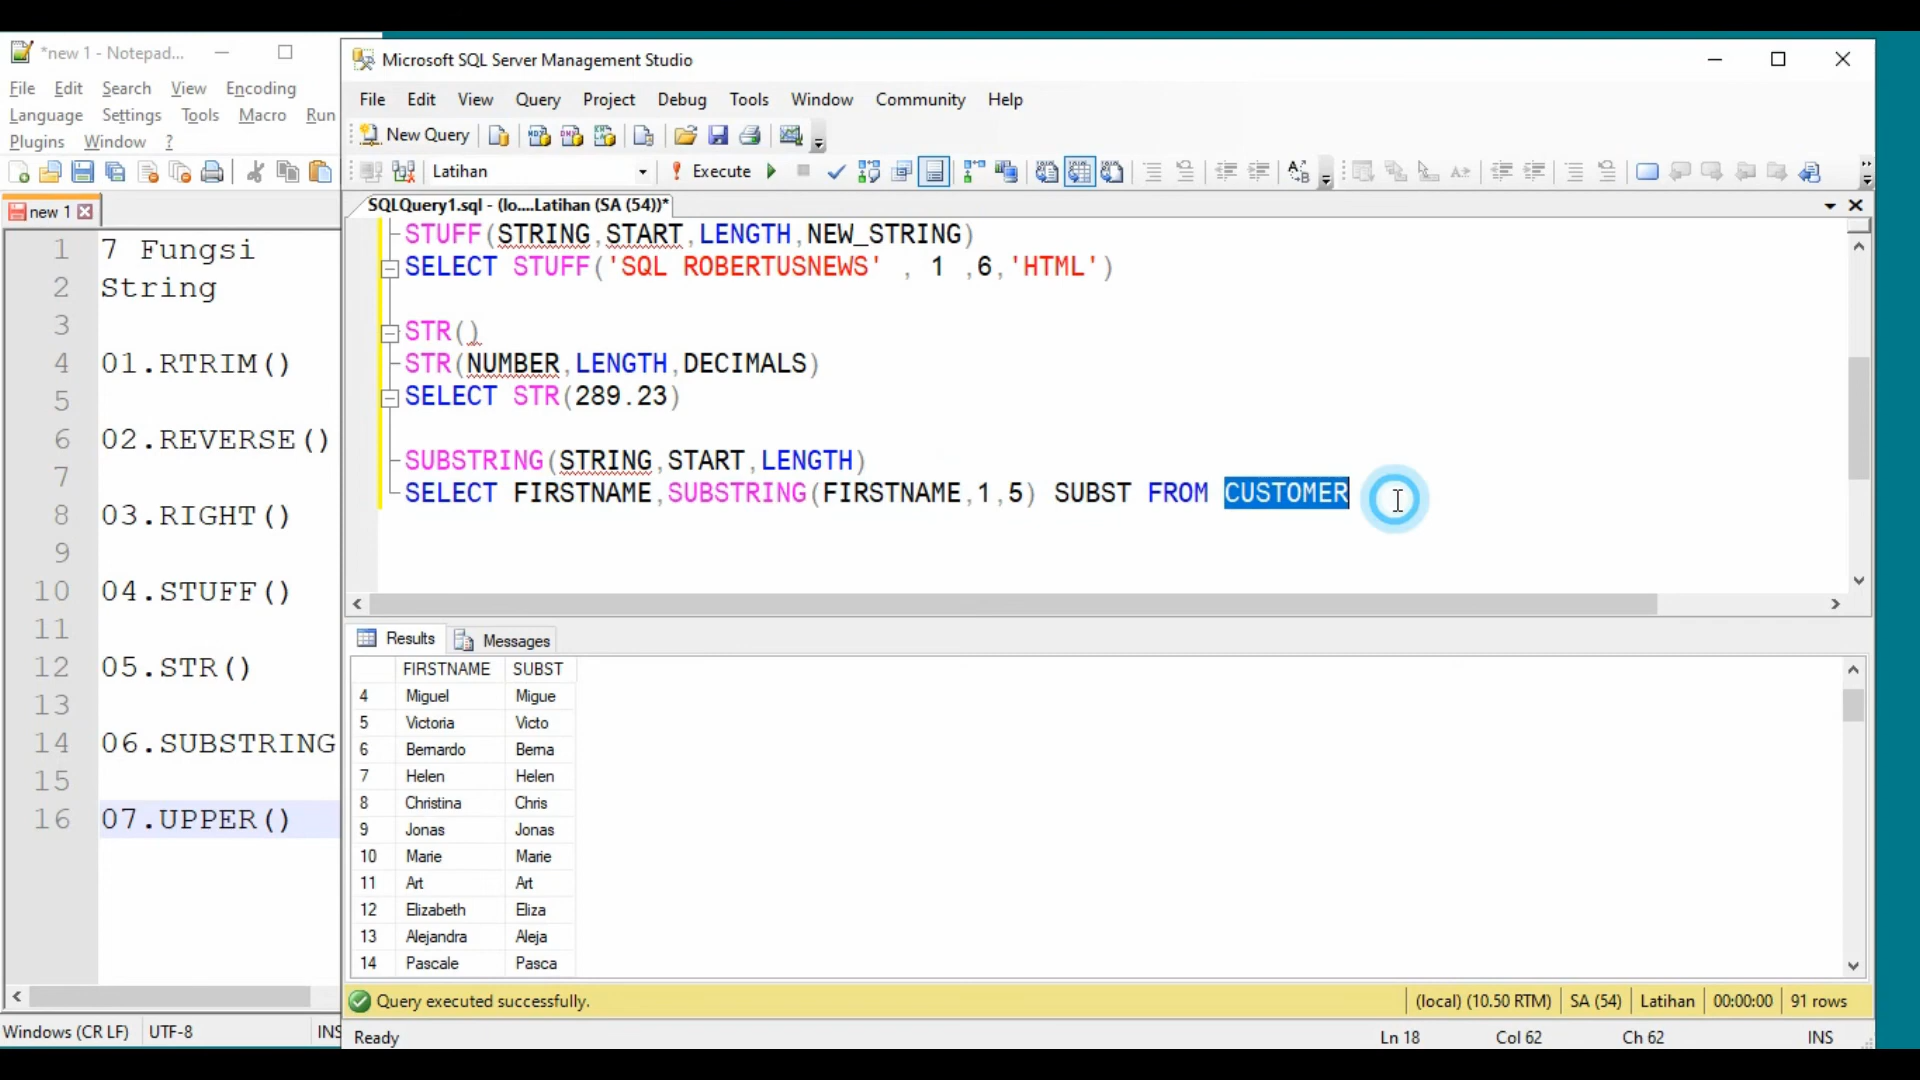 *new 1 - Notepad...
File Edit Search View Encoding
Language Settings Tools Macro Run
Plugins Window ?
new 1
1 7 Fungsi
2 String
3
4 01.RTRIM()
5
6 02.REVERSE()
7
8 03.RIGHT()
9
10 04.STUFF()
11
12 05.STR()
13
14 06.SUBSTRING
15
16 07.UPPER()
Windows (CR LF) UTF-8 INS
Microsoft SQL Server Management Studio
File Edit View Query Project Debug Tools Window Community Help
New Query
Latihan Execute
SQLQuery1.sql - (lo....Latihan (SA (54))*
STUFF(STRING,START,LENGTH,NEW_STRING)
SELECT STUFF('SQL ROBERTUSNEWS' , 1 ,6,'HTML')
STR()
STR(NUMBER,LENGTH,DECIMALS)
SELECT STR(289.23)
SUBSTRING(STRING,START,LENGTH)
SELECT FIRSTNAME,SUBSTRING(FIRSTNAME,1,5) SUBST FROM CUSTOMER
Results Messages
FIRSTNAME SUBST
4 Miguel Migue
5 Victoria Victo
6 Bernardo Berna
7 Helen Helen
8 Christina Chris
9 Jonas Jonas
10 Marie Marie
11 Art Art
12 Elizabeth Eliza
13 Alejandra Aleja
14 Pascale Pasca
Query executed successfully. (local) (10.50 RTM) SA (54) Latihan 00:00:00 91 rows
Ready Ln 18 Col 62 Ch 62 INS